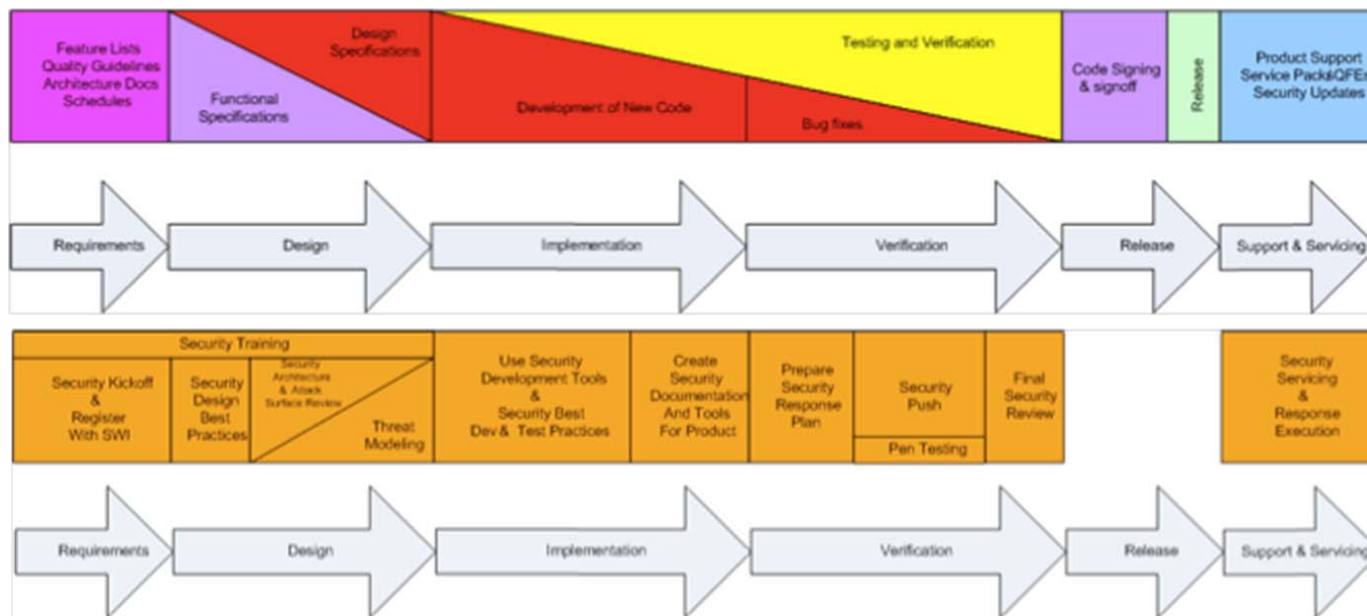 Feature Lists
Quality Guidelines
Architecture Docs
Schedules
Functional
Specifications
Design
Specifications
Development of New Code
Testing and Verification
Bug fixes
Code Signing
& signoff
Release
Product Support
Service Packs/QFEs
Security Updates
Requirements
Design
Implementation
Verification
Release
Support & Servicing
Security Training
Security Kickoff
&
Register
With SWI
Security
Design
Best
Practices
Security
Architecture
& Attack
Surface Review
Threat
Modeling
Use Security
Development Tools
&
Security Best
Dev & Test Practices
Create
Security
Documentation
And Tools
For Product
Prepare
Security
Response
Plan
Security
Push
Pen Testing
Final
Security
Review
Security
Servicing
&
Response
Execution
Requirements
Design
Implementation
Verification
Release
Support & Servicing